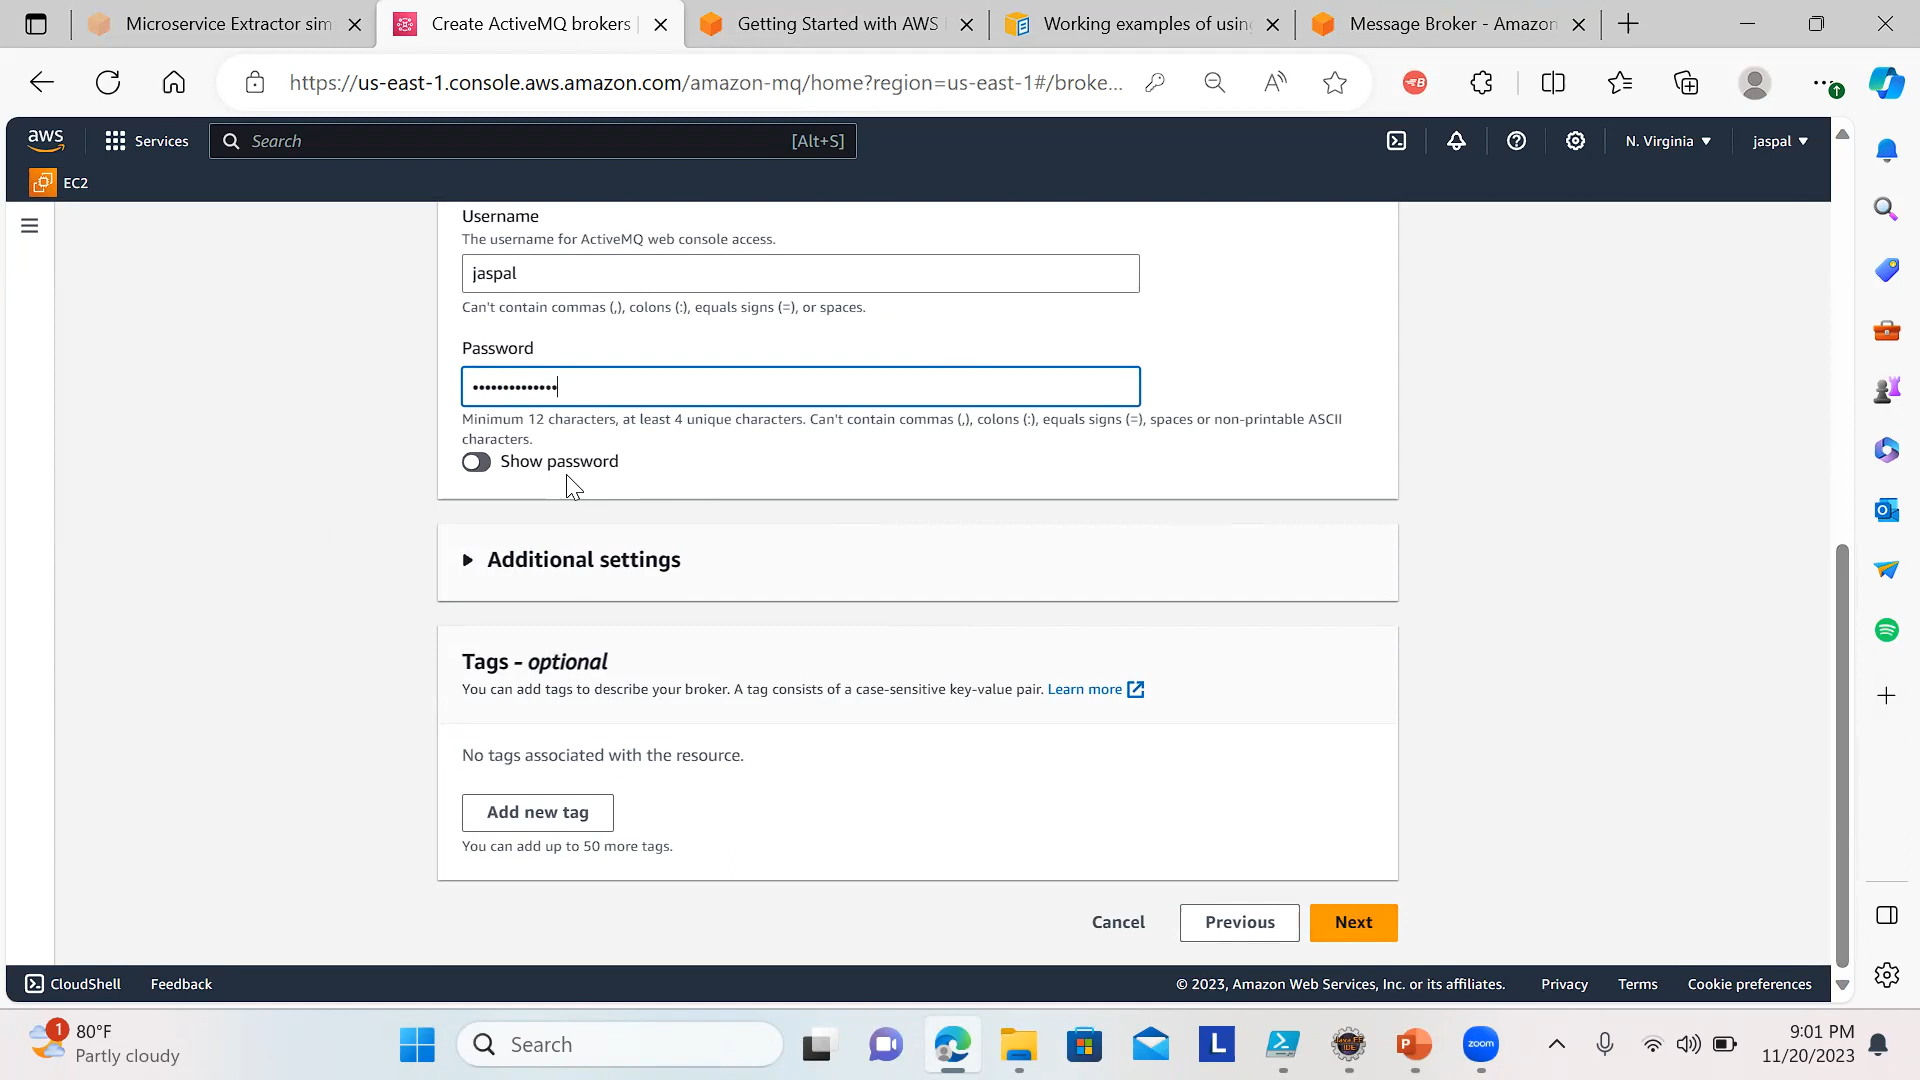 Microservice Extractor sim
Create ActiveMQ brokers
Getting Started with AWS
Working examples of using
Message Broker - Amazon
https://us-east-1.console.aws.amazon.com/amazon-mq/home?region=us-east-1#/broke...
aws
Services
Search
[Alt+S]
N. Virginia
jaspal
EC2
Username
The username for ActiveMQ web console access.
jaspal
Can't contain commas (,), colons (:), equals signs (=), or spaces.
Password
••••••••••••••
Minimum 12 characters, at least 4 unique characters. Can't contain commas (,), colons (:), equals signs (=), spaces or non-printable ASCII
characters.
Show password
Additional settings
Tags - optional
You can add tags to describe your broker. A tag consists of a case-sensitive key-value pair. Learn more
No tags associated with the resource.
Add new tag
You can add up to 50 more tags.
Cancel
Previous
Next
CloudShell
Feedback
© 2023, Amazon Web Services, Inc. or its affiliates.
Privacy
Terms
Cookie preferences
1
80°F
Partly cloudy
Search
L
zoom
9:01 PM
11/20/2023